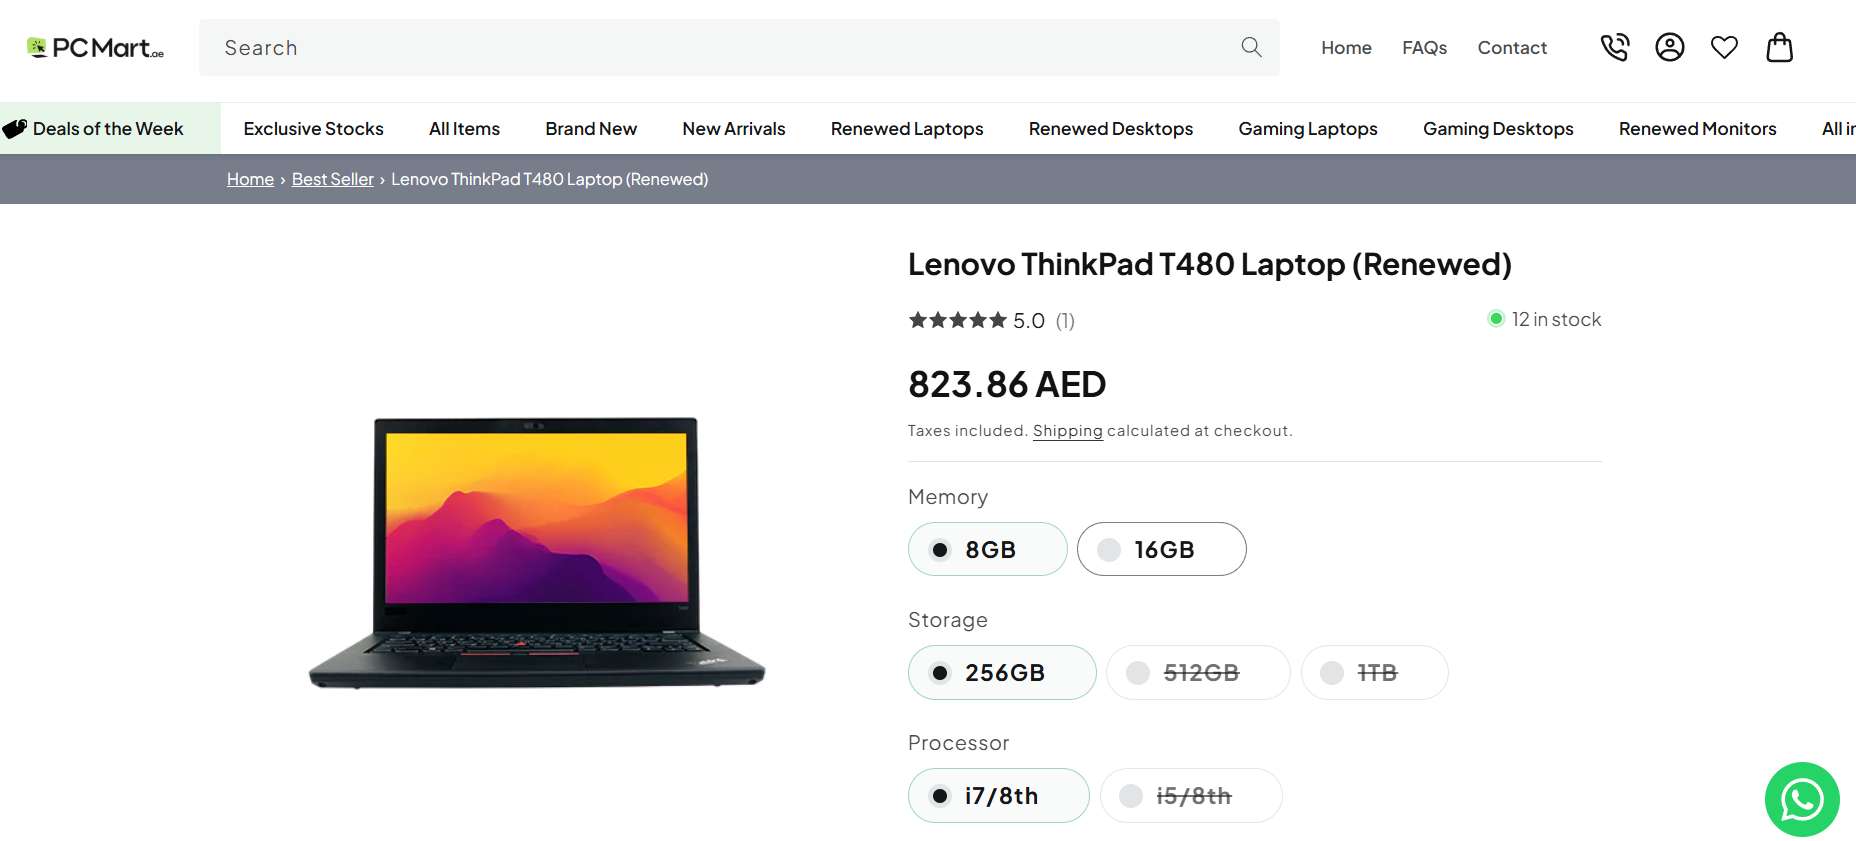 PC Mart.ae
Search
Home FAQs Contact
Deals of the Week Exclusive Stocks All Items Brand New New Arrivals Renewed Laptops Renewed Desktops Gaming Laptops Gaming Desktops Renewed Monitors All in
Home › Best Seller › Lenovo ThinkPad T480 Laptop (Renewed)
Lenovo ThinkPad T480 Laptop (Renewed)
5.0 (1) 12 in stock
823.86 AED
Taxes included. Shipping calculated at checkout.
Memory
8GB 16GB
Storage
256GB 512GB 1TB
Processor
i7/8th i5/8th